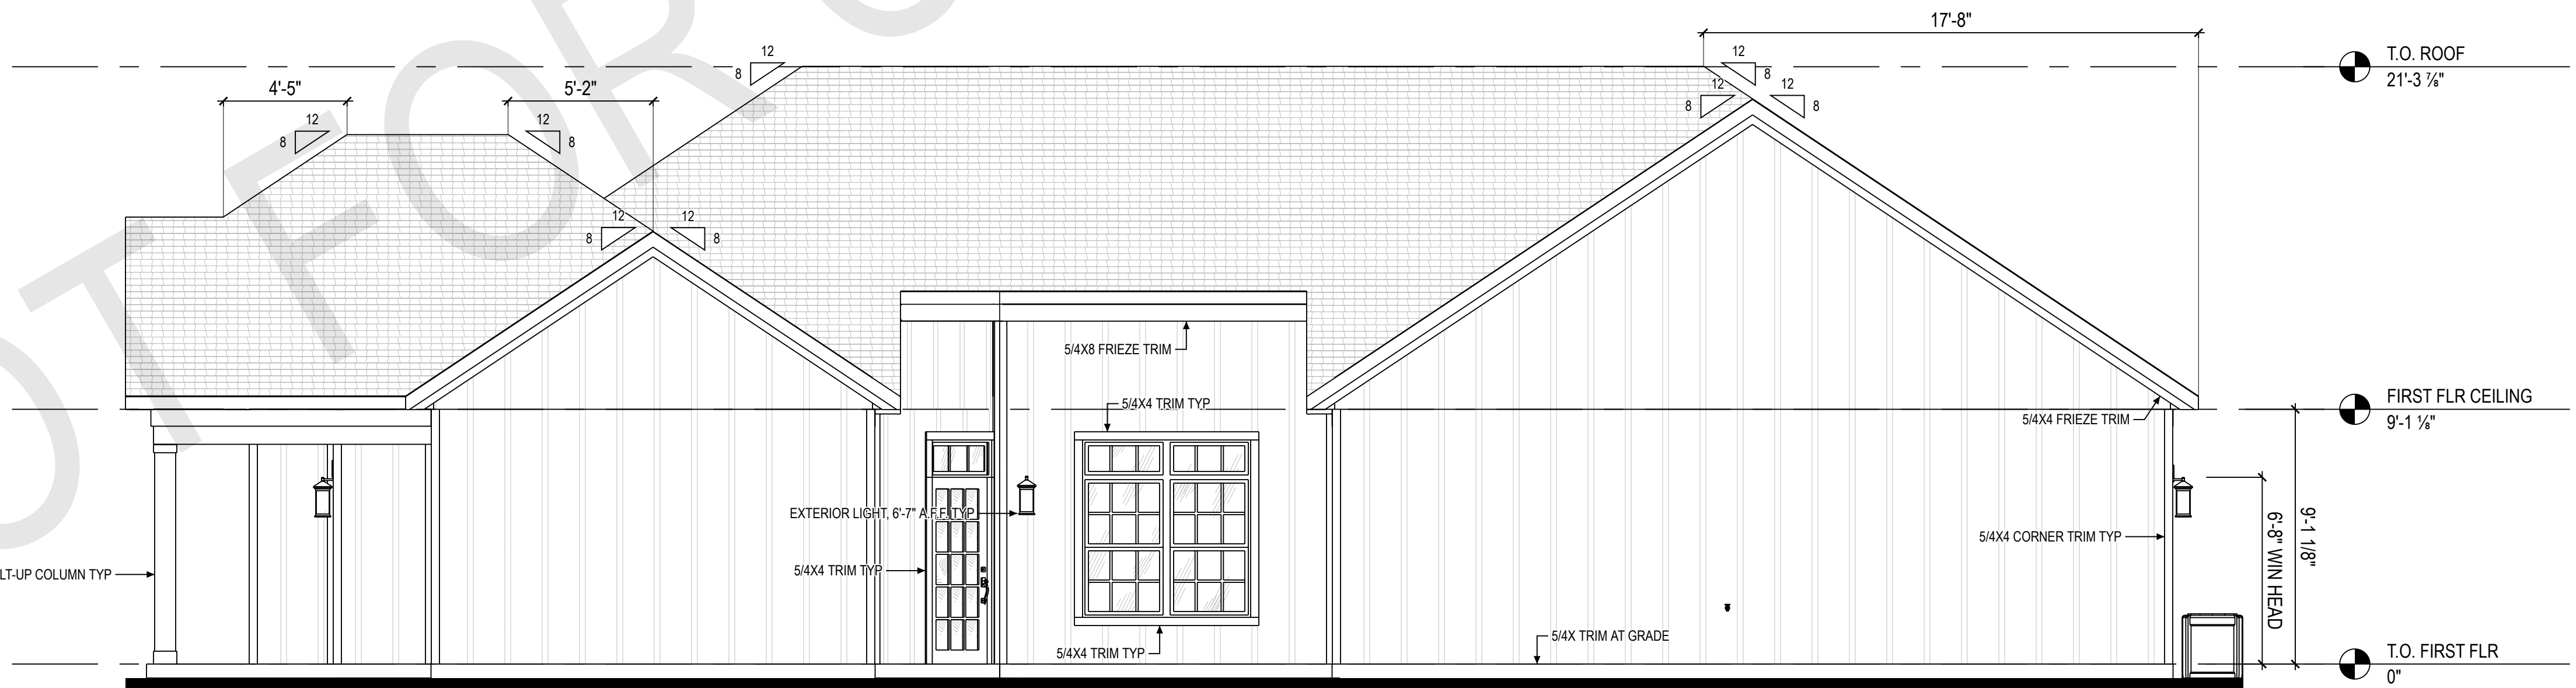 OT FOR
17'-8"
12
8
12
8
T.O. ROOF
21'-3 ⅞"
4'-5"
5'-2"
12
8
12
8
12
8
12
8
12
8
12
8
5/4X8 FRIEZE TRIM
5/4X4 TRIM TYP
FIRST FLR CEILING
9'-1 ⅛"
5/4X4 FRIEZE TRIM
EXTERIOR LIGHT, 6'-7" A.F.F. TYP
5/4X4 CORNER TRIM TYP
9'-1 1/8"
6'-8" WIN HEAD
LT-UP COLUMN TYP
5/4X4 TRIM TYP
5/4X TRIM AT GRADE
5/4X4 TRIM TYP
T.O. FIRST FLR
0"